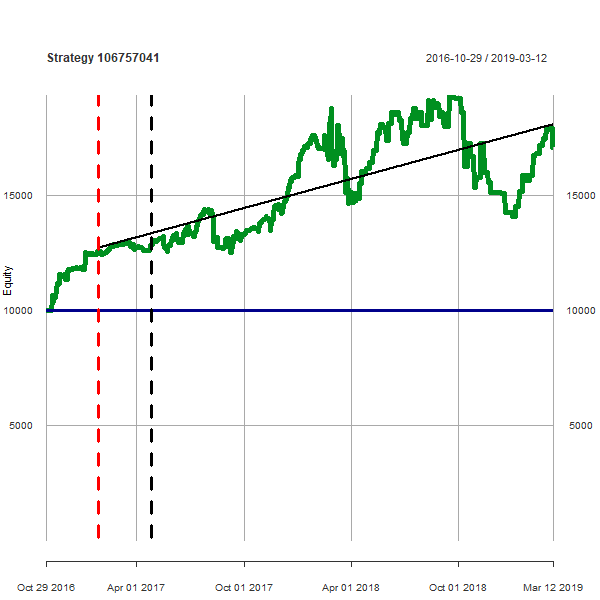 Strategy 106757041 2016-10-29 / 2019-03-12
15000 15000
Equity
10000 10000
5000 5000
Oct 29 2016 Apr 01 2017 Oct 01 2017 Apr 01 2018 Oct 01 2018 Mar 12 2019